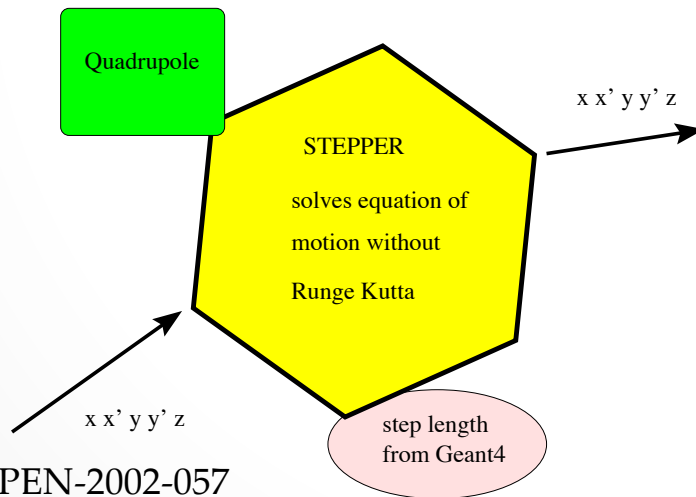 Quadrupole
x x' y y' z
STEPPER
solves equation of
motion without
Runge Kutta
x x' y y' z
step length
from Geant4
PEN-2002-057